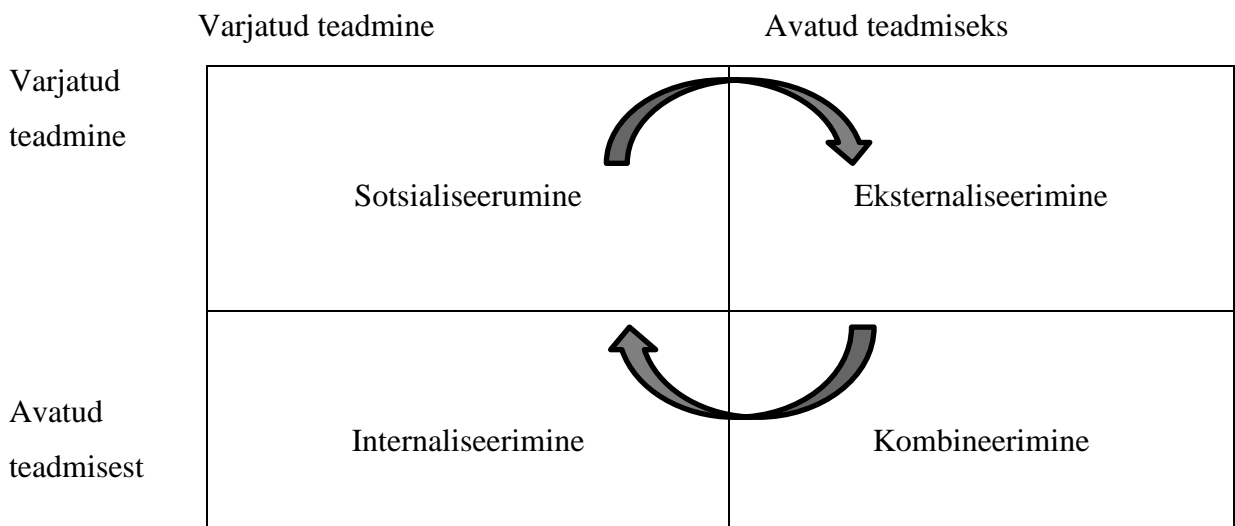 Varjatud teadmine
Avatud teadmiseks
Varjatud
teadmine
Sotsialiseerumine
Eksternaliseerimine
Avatud
teadmisest
Internaliseerimine
Kombineerimine